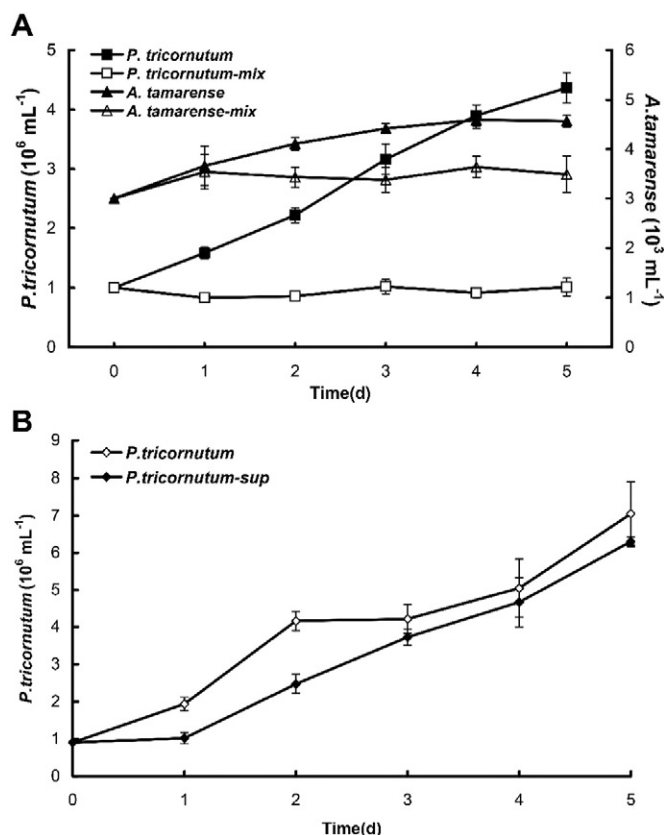 A
P. tricornutum
P. tricornutum-mix
A. tamarense
A. tamarense-mix
P.tricornutum (10⁶ mL⁻¹)
5
4
3
2
1
0
A.tamarense (10³ mL⁻¹)
6
5
4
3
2
1
0
0 1 2 3 4 5
Time(d)
B
P.tricornutum
P.tricornutum-sup
P.tricornutum (10⁶ mL⁻¹)
9
8
7
6
5
4
3
2
1
0
0 1 2 3 4 5
Time(d)